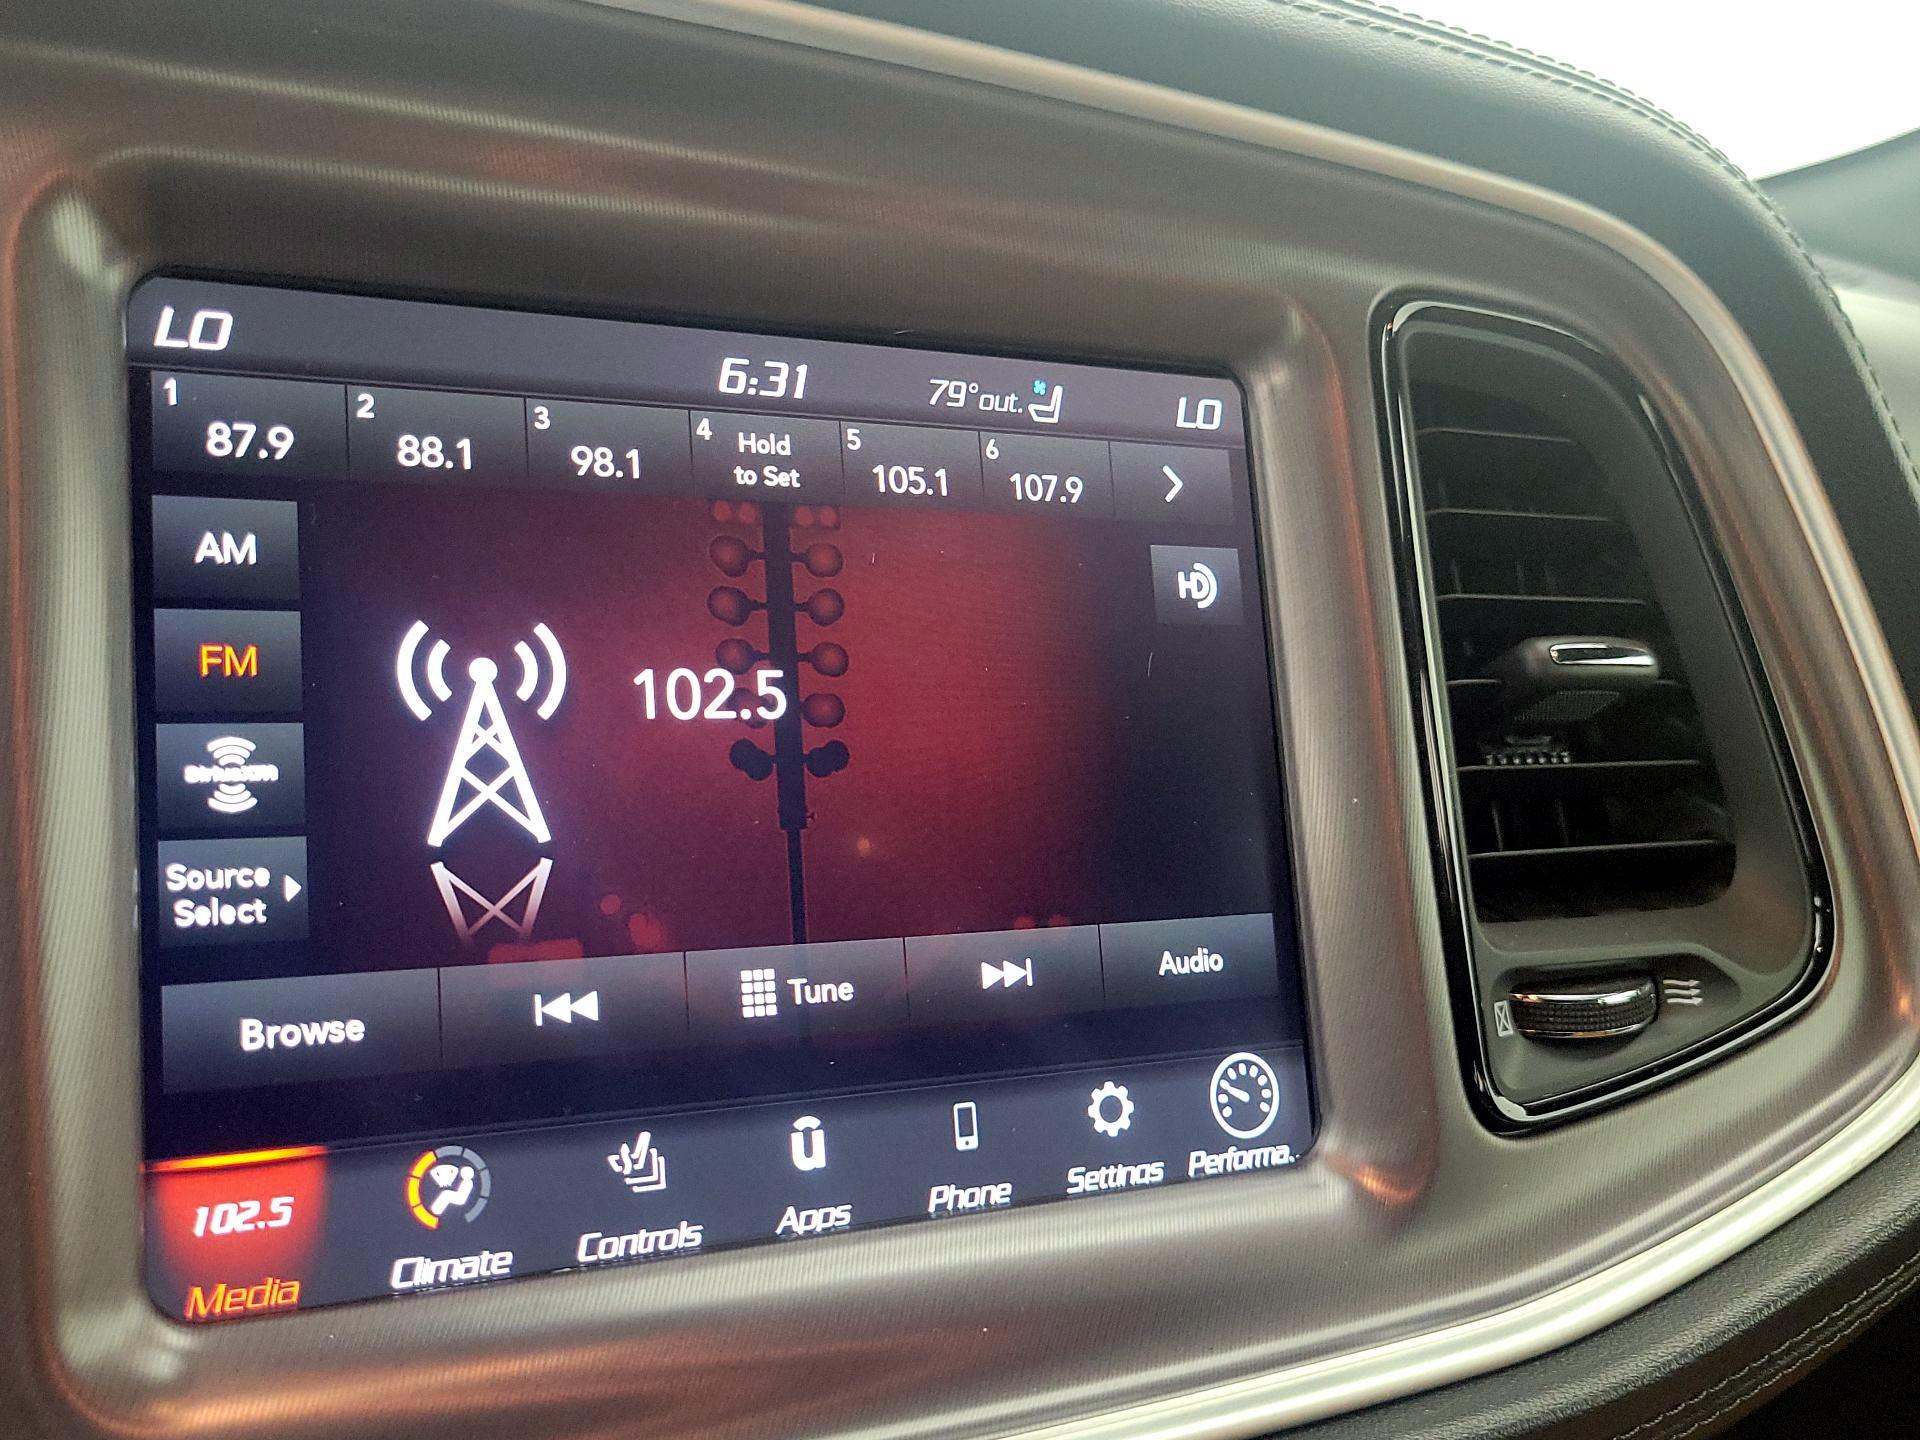 LO
6:31
79° out.
LO
1
87.9
2
88.1
3
98.1
4
Hold
to Set
5
105.1
6
107.9
AM
HD
FM
102.5
SiriusXM
Source
Select
Browse
Tune
Audio
102.5
Media
Climate
Controls
ū
Apps
Phone
Settings
Performa..